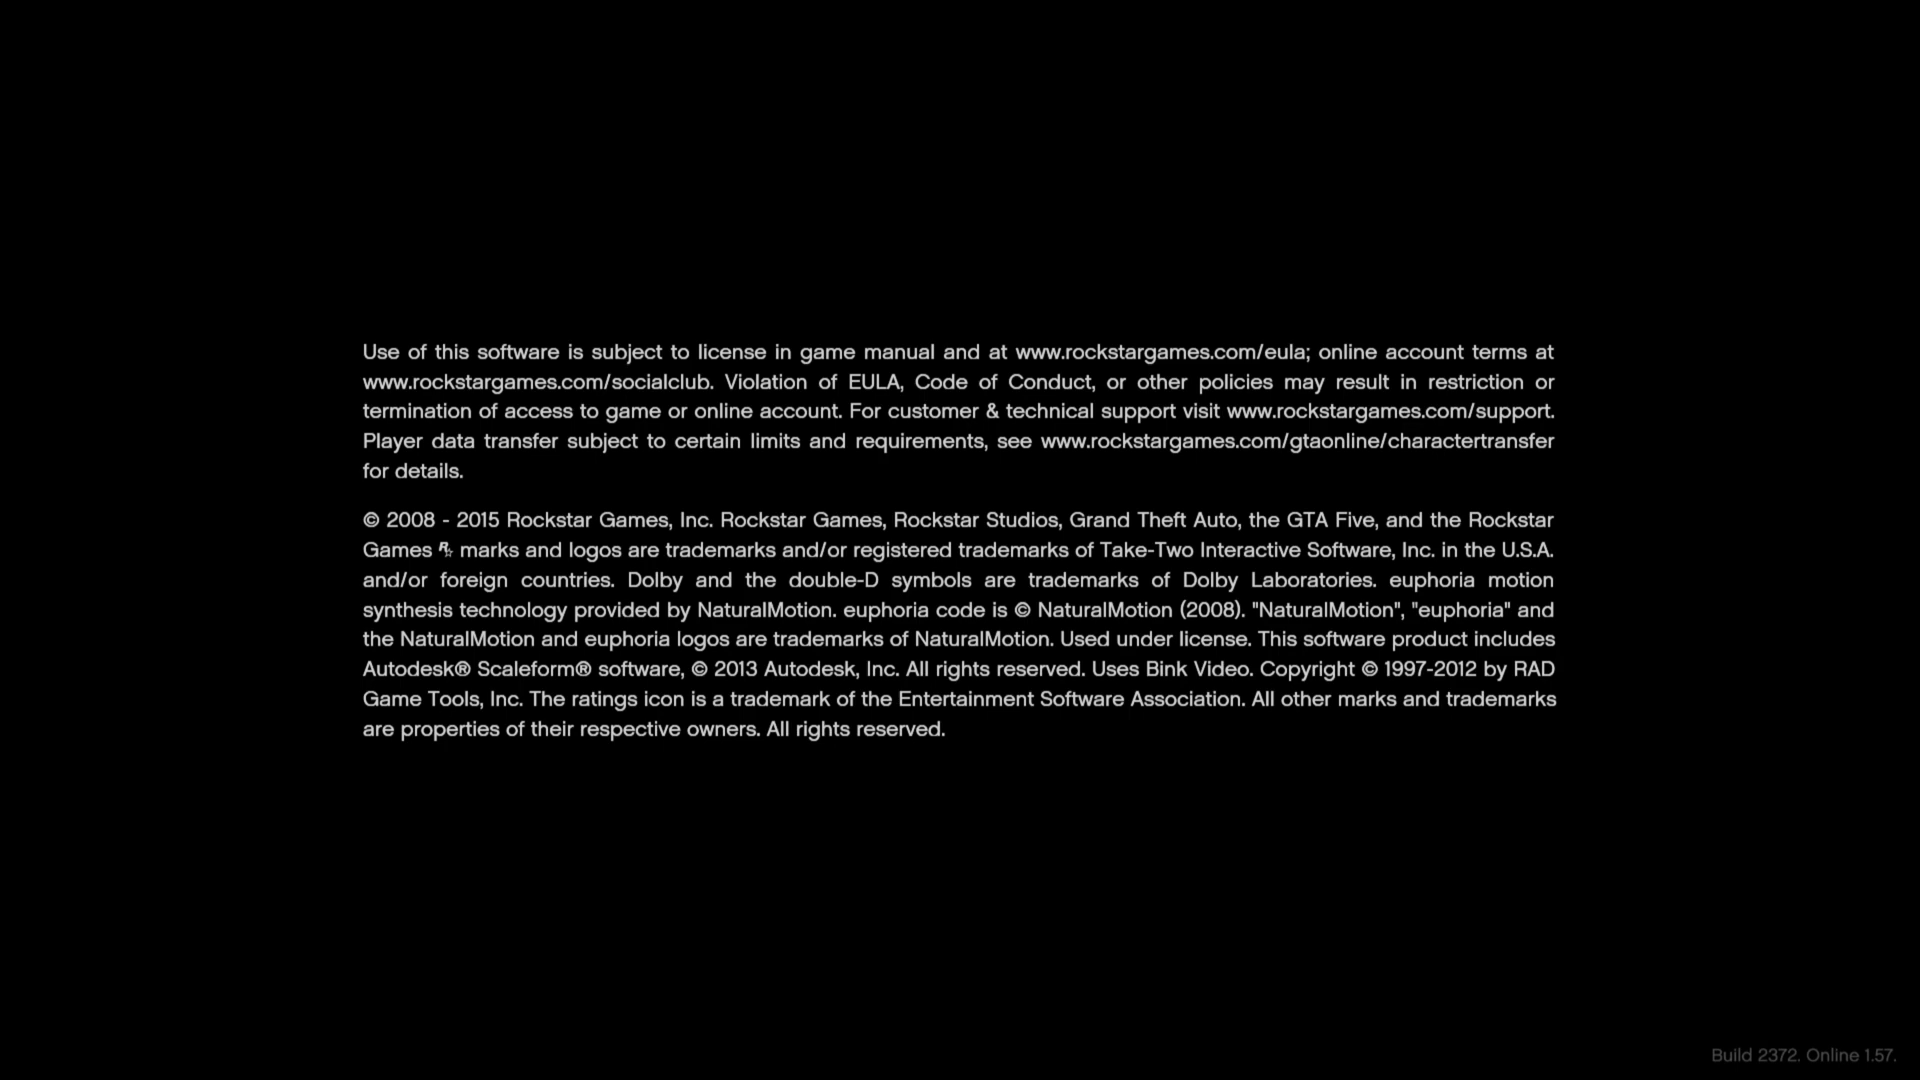 Use of this software is subject to license in game manual and at www.rockstargames.com/eula; online account terms at
www.rockstargames.com/socialclub. Violation of EULA, Code of Conduct, or other policies may result in restriction or
termination of access to game or online account. For customer & technical support visit www.rockstargames.com/support.
Player data transfer subject to certain limits and requirements, see www.rockstargames.com/gtaonline/charactertransfer
for details.
© 2008 - 2015 Rockstar Games, Inc. Rockstar Games, Rockstar Studios, Grand Theft Auto, the GTA Five, and the Rockstar
Games R* marks and logos are trademarks and/or registered trademarks of Take-Two Interactive Software, Inc. in the U.S.A.
and/or foreign countries. Dolby and the double-D symbols are trademarks of Dolby Laboratories. euphoria motion
synthesis technology provided by NaturalMotion. euphoria code is © NaturalMotion (2008). "NaturalMotion", "euphoria" and
the NaturalMotion and euphoria logos are trademarks of NaturalMotion. Used under license. This software product includes
Autodesk® Scaleform® software, © 2013 Autodesk, Inc. All rights reserved. Uses Bink Video. Copyright © 1997-2012 by RAD
Game Tools, Inc. The ratings icon is a trademark of the Entertainment Software Association. All other marks and trademarks
are properties of their respective owners. All rights reserved.
Build 2372. Online 1.57.